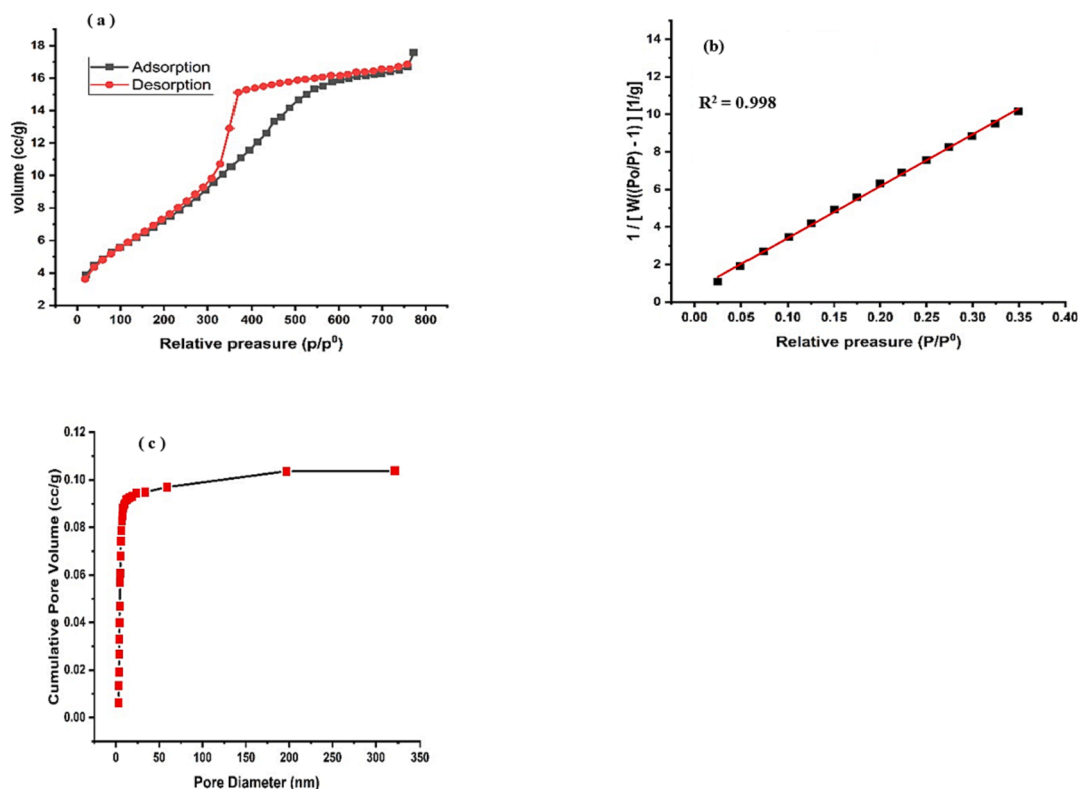 ( a )
18
16
14
12
10
8
6
4
2
volume (cc/g)
Adsorption
Desorption
0 100 200 300 400 500 600 700 800
Relative preasure (p/p⁰)
(b)
R² = 0.998
14
12
10
8
6
4
2
0
1 / [ W((Po/P) - 1) ] [1/g]
0.00 0.05 0.10 0.15 0.20 0.25 0.30 0.35 0.40
Relative preasure (P/P⁰)
( c )
0.12
0.10
0.08
0.06
0.04
0.02
0.00
Cumulative Pore Volume (cc/g)
0 50 100 150 200 250 300 350
Pore Diameter (nm)